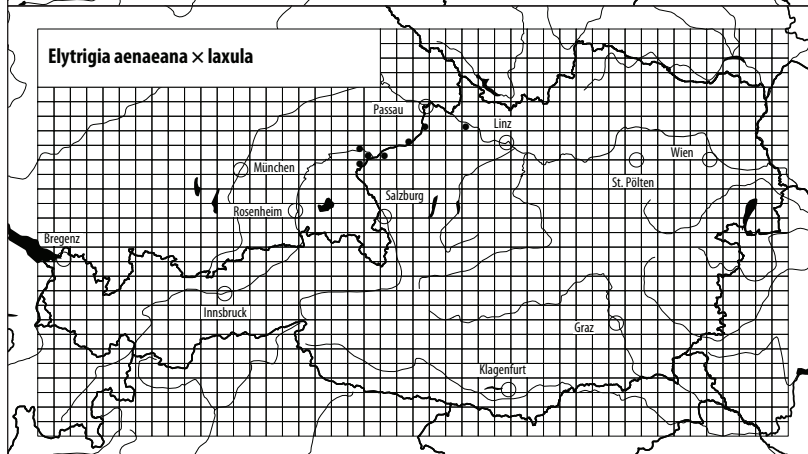 Elytrigia aenaeana × laxula
Passau
Linz
Wien
München
St. Pölten
Salzburg
Rosenheim
Bregenz
Innsbruck
Graz
Klagenfurt